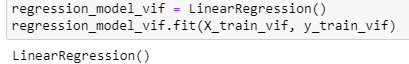 regression_model_vif = LinearRegression()
regression_model_vif.fit(X_train_vif, y_train_vif)
LinearRegression()